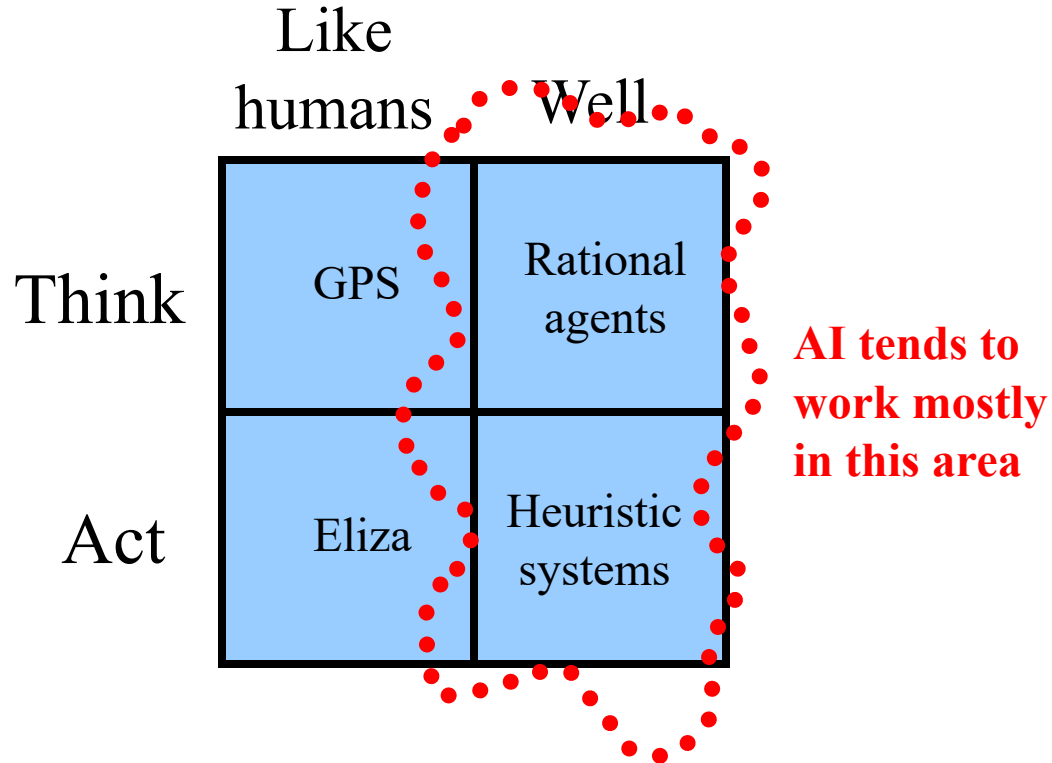 Like
humans
Well
Think
GPS
Rational
agents
AI tends to
work mostly
in this area
Act
Eliza
Heuristic
systems